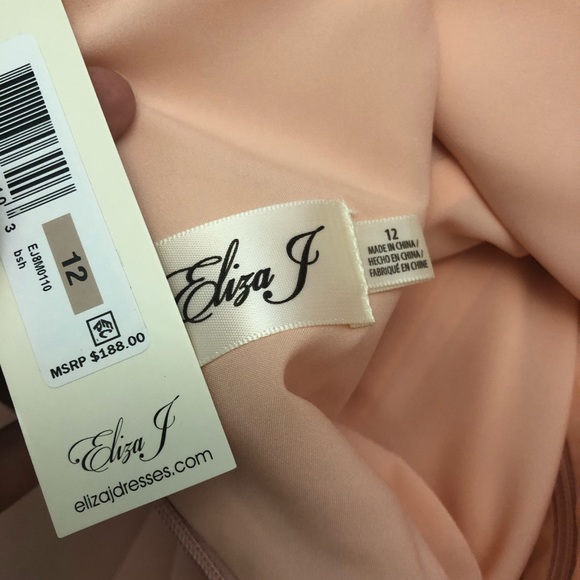 EJ8M0110
bsh
12
MSRP $188.00
Eliza J
elizajdresses.com
Eliza J
12
MADE IN CHINA/
HECHO EN CHINA/
FABRIQUÉ EN CHINE